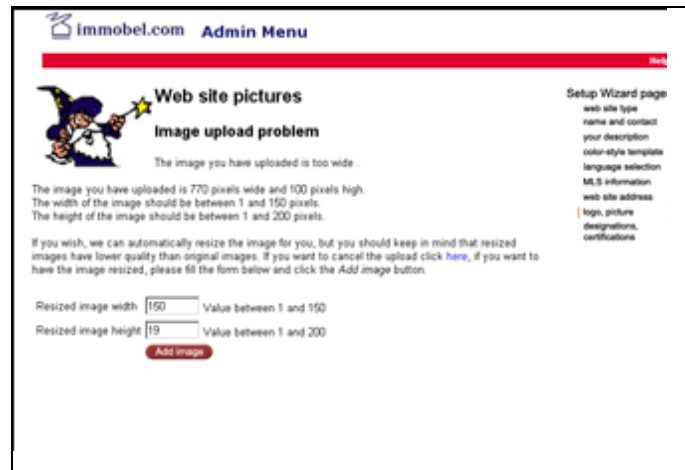 immobel.com Admin Menu
Help
Web site pictures
Image upload problem
The image you have uploaded is too wide .
The image you have uploaded is 770 pixels wide and 100 pixels high.
The width of the image should be between 1 and 150 pixels.
The height of the image should be between 1 and 200 pixels.
If you wish, we can automatically resize the image for you, but you should keep in mind that resized
images have lower quality than original images. If you want to cancel the upload click here, if you want to
have the image resized, please fill the form below and click the Add image button.
Resized image width 150 Value between 1 and 150
Resized image height 19 Value between 1 and 200
Add image
Setup Wizard page
web site type
name and contact
your description
color-style template
language selection
MLS information
web site address
logo, picture
designations,
certifications